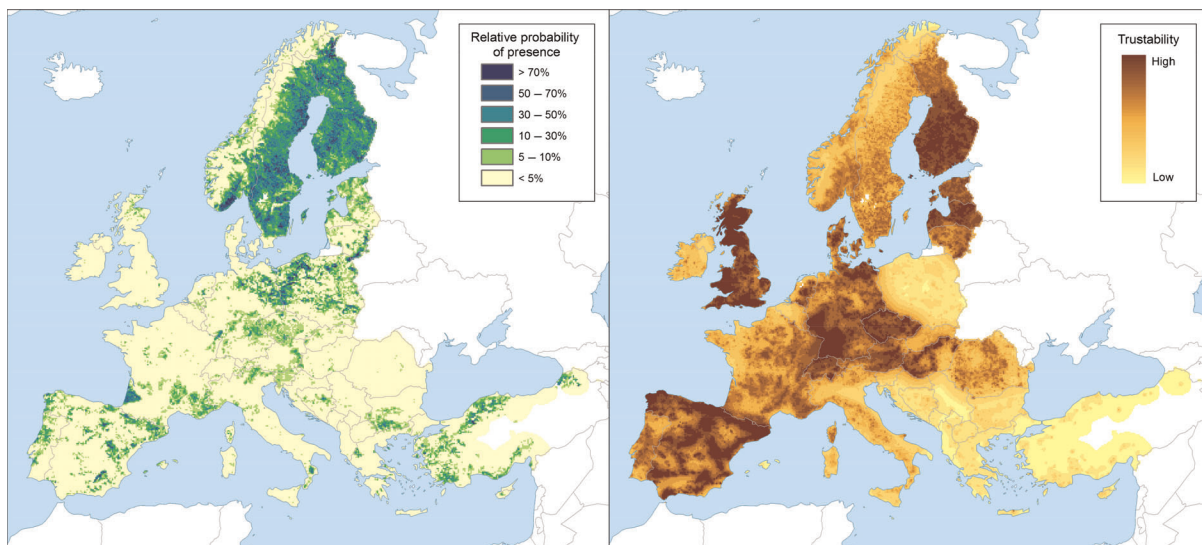 Relative probability
of presence
> 70%
50 — 70%
30 — 50%
10 — 30%
5 — 10%
< 5%
Trustability
High
Low